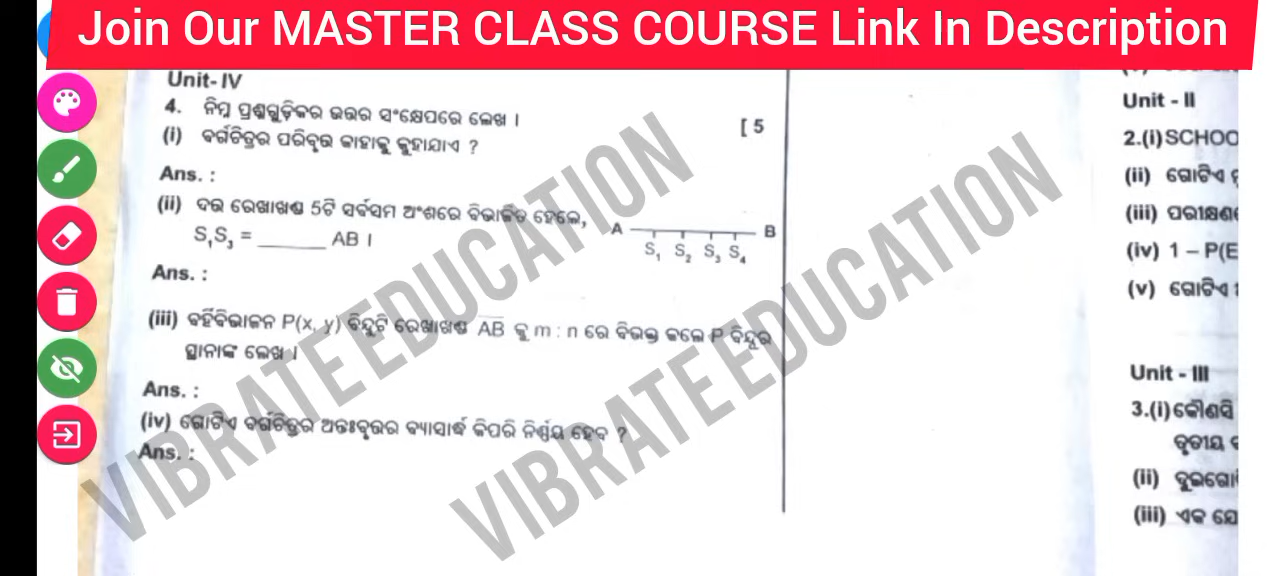 Join Our MASTER CLASS COURSE Link In Description
Unit- IV
4. ନିମ୍ନ ପ୍ରଶ୍ନଗୁଡ଼ିକର ଉତ୍ତର ସଂକ୍ଷେପରେ ଲେଖ । [ 5
(i) ବର୍ଗଚିତ୍ରର ପରିବୃତ୍ତ କାହାକୁ କୁହାଯାଏ ?
Ans. :
(ii) ଦତ୍ତ ରେଖାଖଣ୍ଡ 5ଟି ସର୍ବସମ ଅଂଶରେ ବିଭାଜିତ ହେଲେ,
S₁S₃ = ______ AB ।
A B
S₁ S₂ S₃ S₄
Ans. :
(iii) ବର୍ହିବିଭାଜନ P(x, y) ବିନ୍ଦୁଟି ରେଖାଖଣ୍ଡ AB କୁ m : n ରେ ବିଭକ୍ତ କଲେ P ବିନ୍ଦୁର
ସ୍ଥାନାଙ୍କ ଲେଖ ।
Ans. :
(iv) ଗୋଟିଏ ବର୍ଗଚିତ୍ରର ଅନ୍ତଃବୃତ୍ତର ବ୍ୟାସାର୍ଦ୍ଧ କିପରି ନିର୍ଣ୍ଣୟ ହେବ ?
Ans. :
Unit - II
2.(i) SCHOO
(ii) ଗୋଟିଏ
(iii) ପରୀକ୍ଷଣ
(iv) 1 – P(E
(v) ଗୋଟିଏ
Unit - III
3.(i) କୌଣସି
ତୃତୀୟ
(ii) ଦୁଇଗୋ
(iii) ଏକ ଯୋ
VIBRATE EDUCATION
VIBRATE EDUCATION